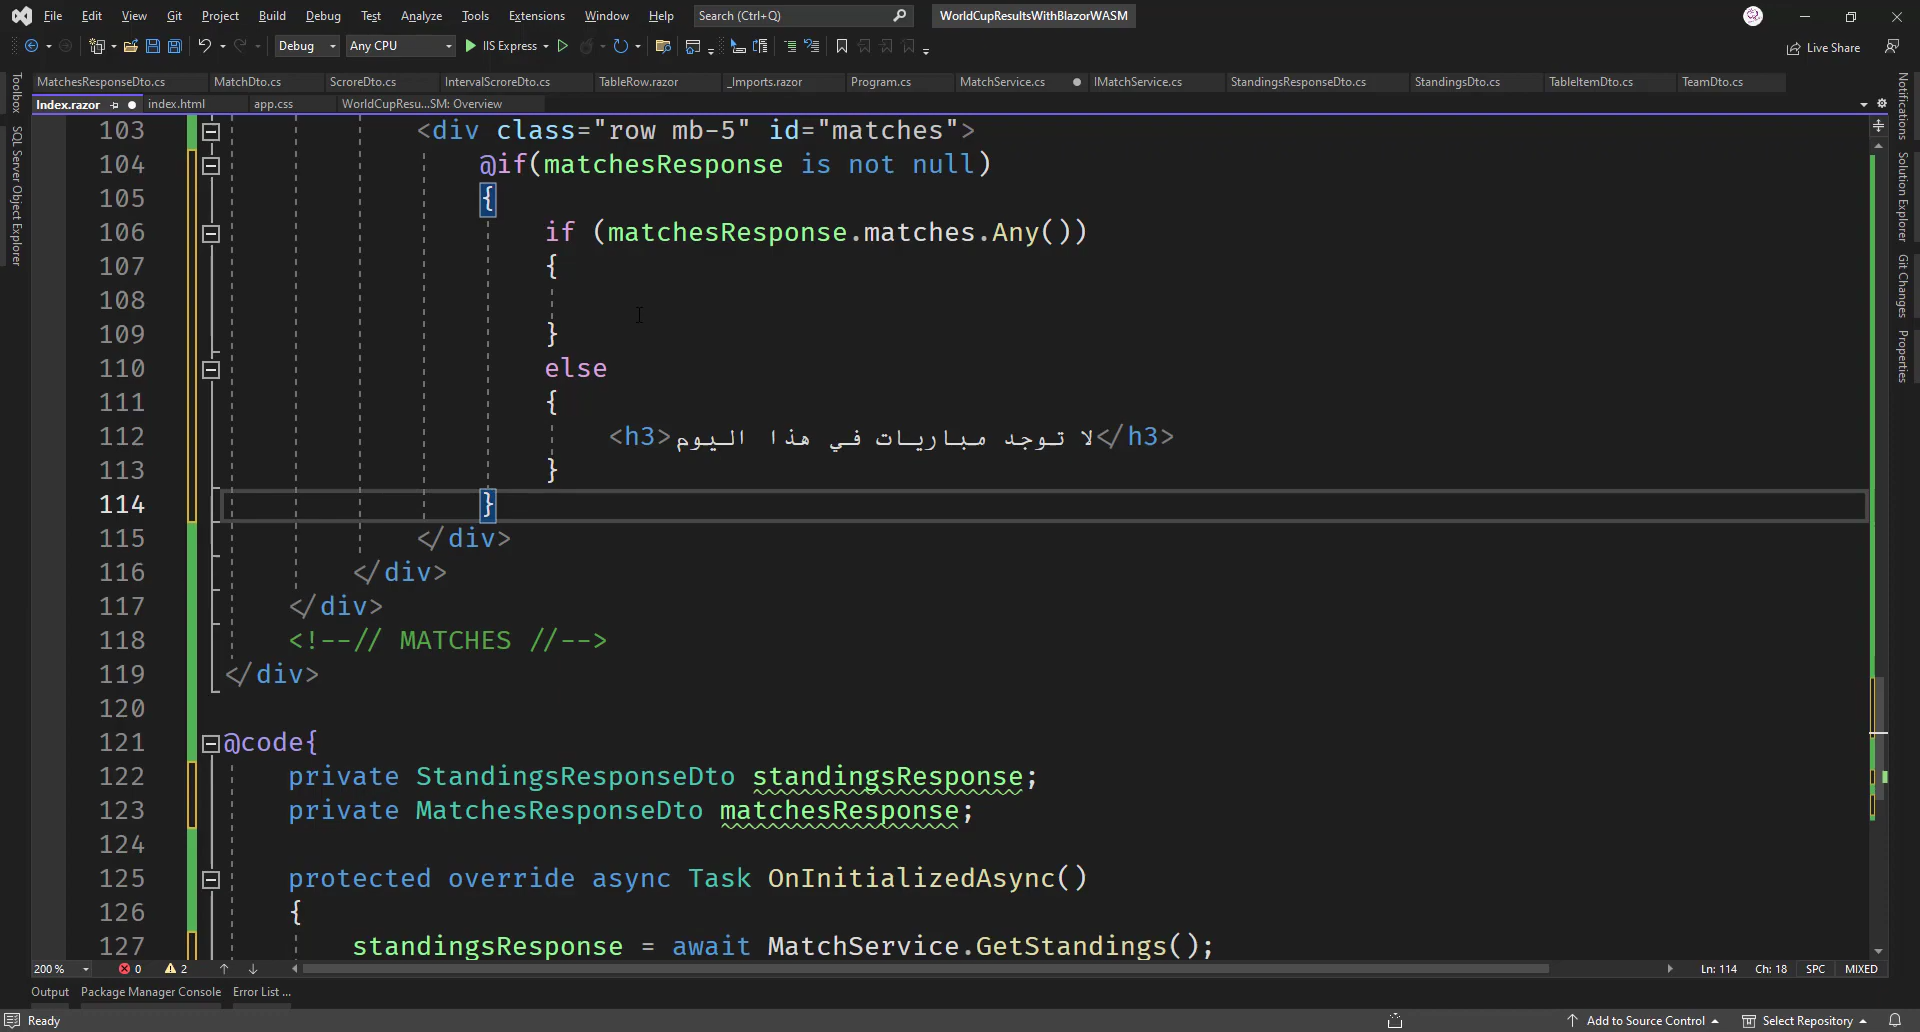 File Edit View Git Project Build Debug Test Analyze Tools Extensions Window Help Search (Ctrl+Q) WorldCupResultsWithBlazorWASM
Debug Any CPU IIS Express Live Share
MatchesResponseDto.cs MatchDto.cs ScroreDto.cs IntervalScroreDto.cs TableRow.razor _Imports.razor Program.cs MatchService.cs IMatchService.cs StandingsResponseDto.cs StandingsDto.cs TableItemDto.cs TeamDto.cs
Index.razor index.html app.css WorldCupResu...SM: Overview
Toolbox
SQL Server Object Explorer
Notifications
Solution Explorer
Git Changes
Properties
103 <div class="row mb-5" id="matches">
104 @if(matchesResponse is not null)
105 {
106 if (matchesResponse.matches.Any())
107 {
108
109 }
110 else
111 {
112 <h3>لا توجد مباريات في هذا اليوم</h3>
113 }
114 }
115 </div>
116 </div>
117 </div>
118 <!--// MATCHES //-->
119 </div>
120
121 @code{
122 private StandingsResponseDto standingsResponse;
123 private MatchesResponseDto matchesResponse;
124
125 protected override async Task OnInitializedAsync()
126 {
127 standingsResponse = await MatchService.GetStandings();
200 % 0 2 Ln: 114 Ch: 18 SPC MIXED
Output Package Manager Console Error List ...
Ready Add to Source Control Select Repository